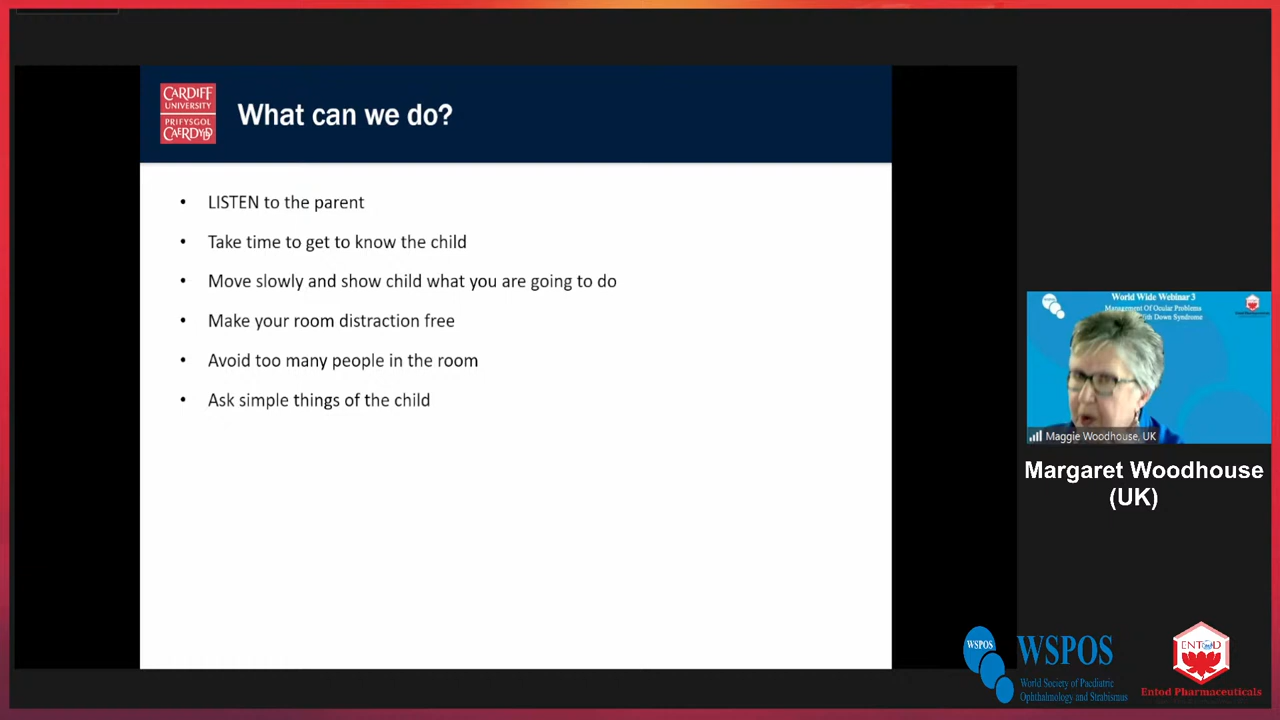 CARDIFF
UNIVERSITY
PRIFYSGOL
CAERDYDD
What can we do?
• LISTEN to the parent
• Take time to get to know the child
• Move slowly and show child what you are going to do
• Make your room distraction free
• Avoid too many people in the room
• Ask simple things of the child
World Wide Webinar 3
Management Of Ocular Problems
ith Down Syndrome
Maggie Woodhouse, UK
Margaret Woodhouse
(UK)
WSPOS
WSPOS
World Society of Paediatric
Ophthalmology and Strabismus
ENTOD
Entod Pharmaceuticals